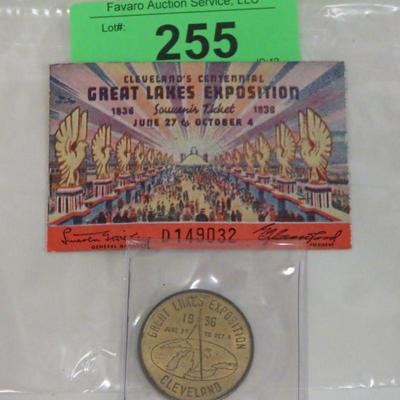 Favaro Auction Service, LLC
Lot#:
255
CLEVELAND'S CENTENNIAL
GREAT LAKES EXPOSITION
1836 Souvenir Ticket 1936
JUNE 27 to OCTOBER 4
D149032
GENERAL MANAGER
PRESIDENT
GREAT LAKES EXPOSITION
1936
JUNE 27 TO OCT. 4
CLEVELAND